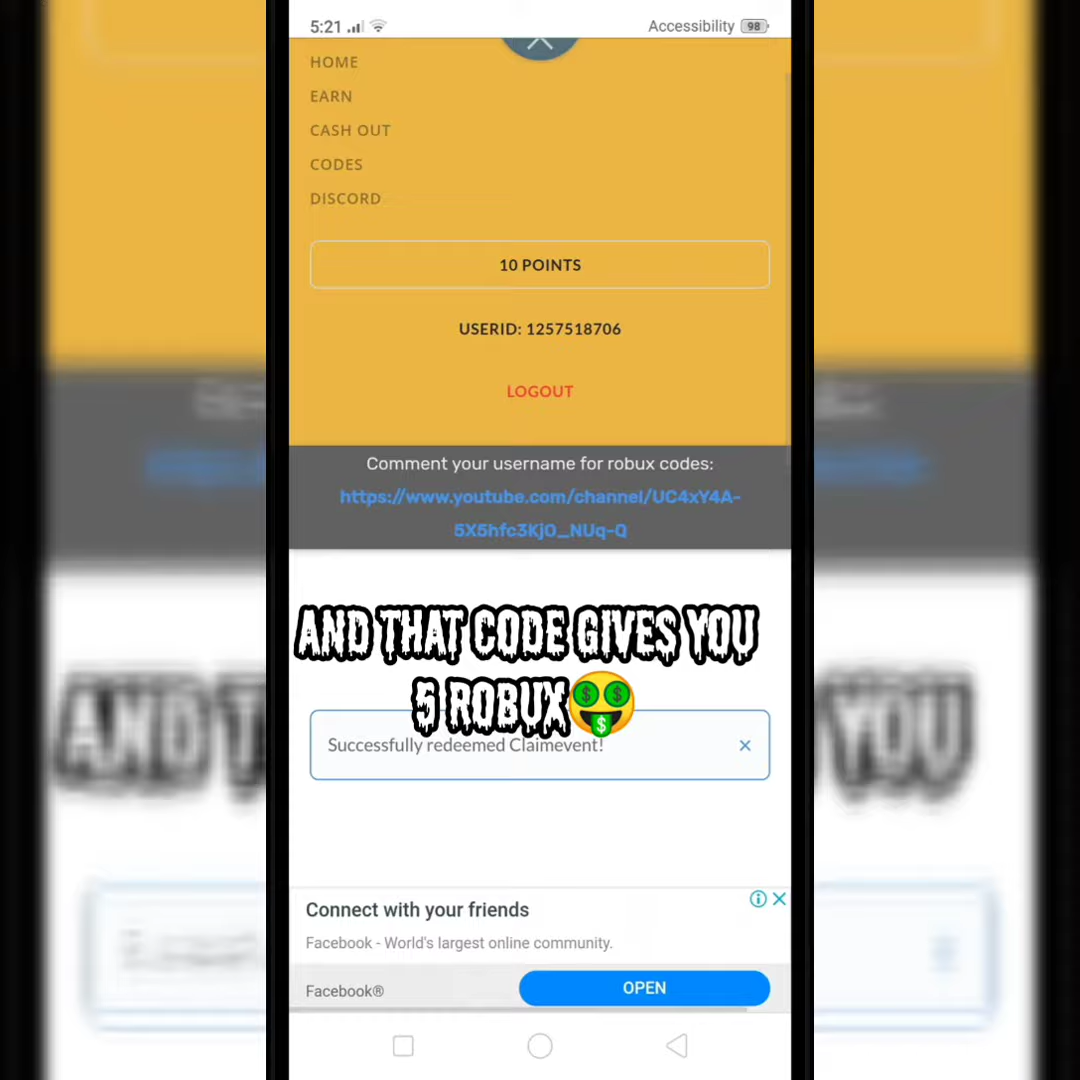 5:21
Accessibility 98
HOME
EARN
CASH OUT
CODES
DISCORD
10 POINTS
USERID: 1257518706
LOGOUT
Comment your username for robux codes:
https://www.youtube.com/channel/UC4xY4A-
5X5hfc3KjO_NUq-Q
AND THAT CODE GIVES YOU
5 ROBUX🤑
Successfully redeemed Claimevent!
Connect with your friends
Facebook - World's largest online community.
Facebook®
OPEN